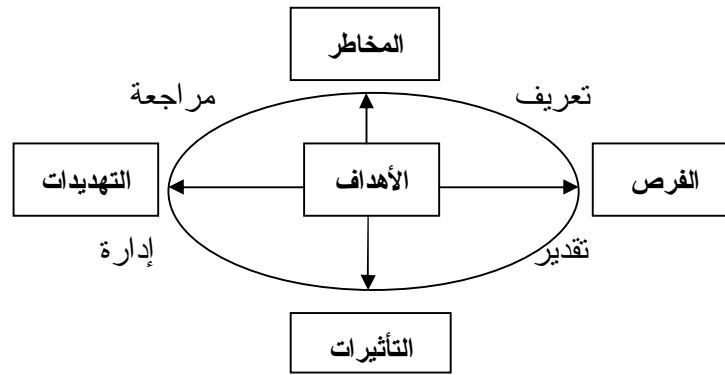 المخاطر
تعريف
مراجعة
الفرص
الأهداف
التهديدات
تقدير
إدارة
التأثيرات